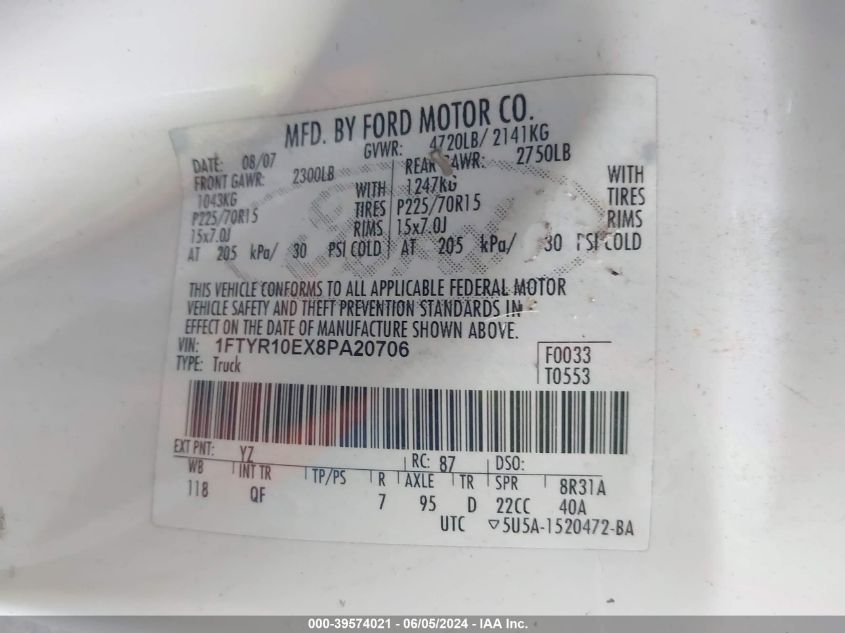 MFD. BY FORD MOTOR CO.
DATE: 08/07 GVWR: 4720LB/ 2141KG
FRONT GAWR: 2300LB REAR GAWR: 2750LB
1043KG WITH 1247KG WITH
P225/70R15 TIRES P225/70R15 TIRES
15x7.0J RIMS 15x7.0J RIMS
AT 205 kPa/ 30 PSI COLD AT 205 kPa/ 30 PSI COLD
THIS VEHICLE CONFORMS TO ALL APPLICABLE FEDERAL MOTOR
VEHICLE SAFETY AND THEFT PREVENTION STANDARDS IN
EFFECT ON THE DATE OF MANUFACTURE SHOWN ABOVE.
VIN: 1FTYR10EX8PA20706 F0033
TYPE: Truck T0553
EXT PNT: YZ RC: 87 DSO:
WB INT TR TP/PS R AXLE TR SPR 8R31A
118 QF 7 95 D 22CC 40A
UTC ▽5U5A-1520472-BA
000-39574021 - 06/05/2024 - IAA Inc.